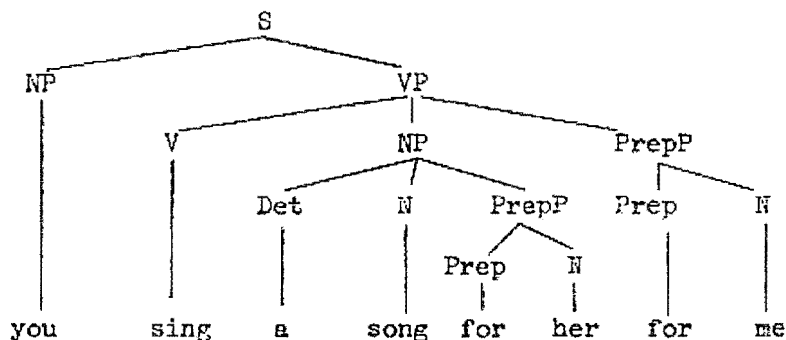 S
NP VP
V NP PrepP
Det N PrepP Prep N
Prep N
you sing a song for her for me